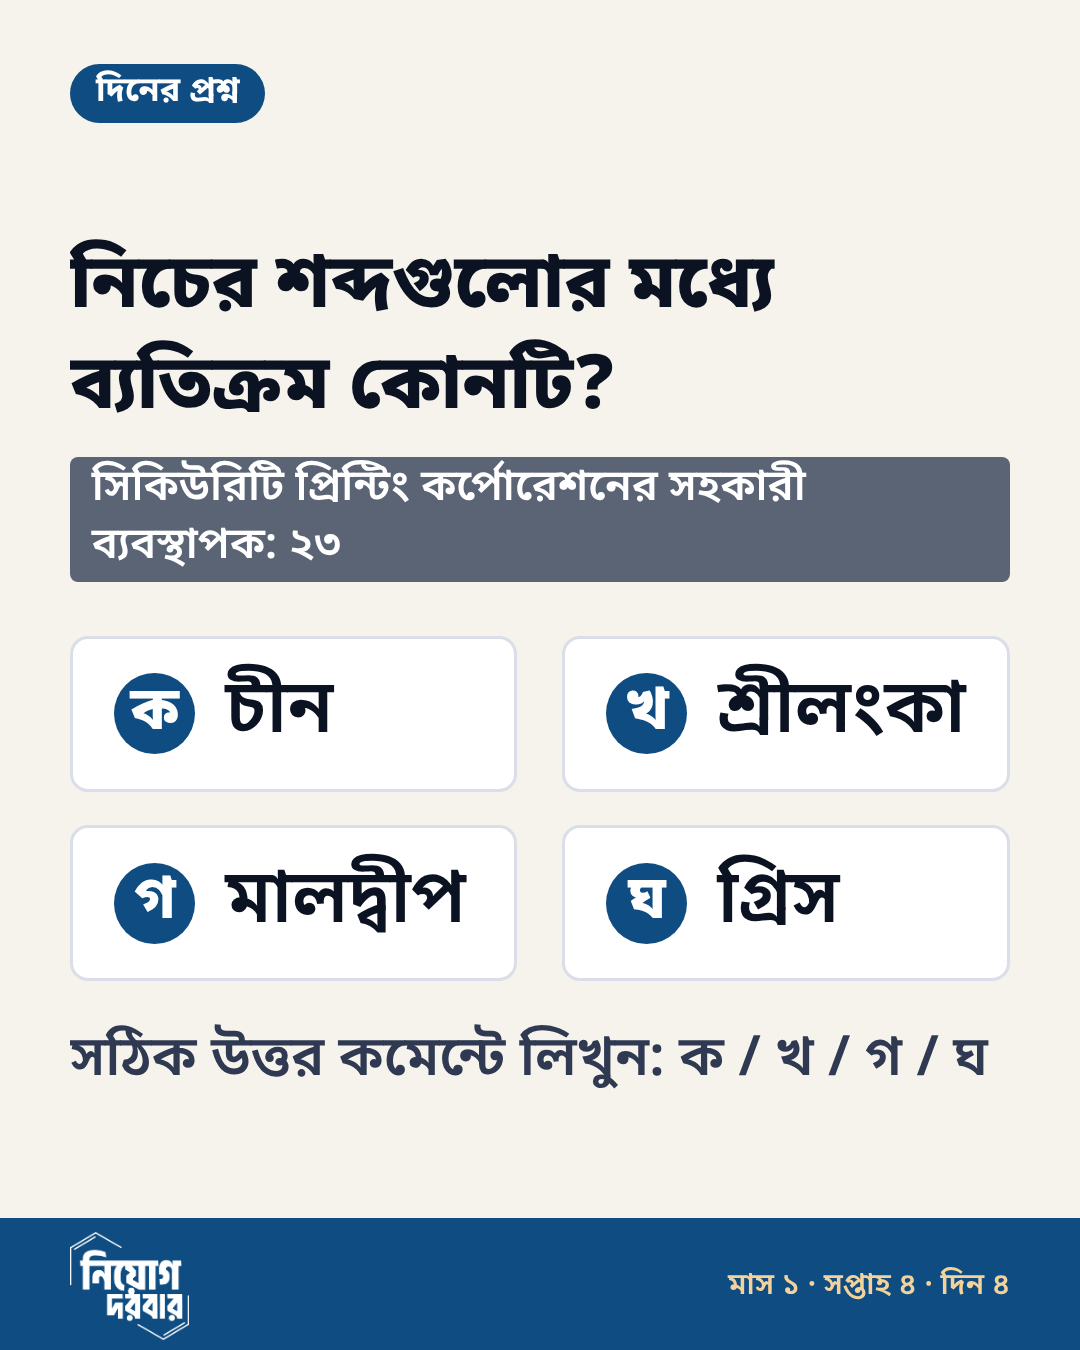 দিনের প্রশ্ন
নিচের শব্দগুলোর মধ্যে
ব্যতিক্রম কোনটি?
সিকিউরিটি প্রিন্টিং কর্পোরেশনের সহকারী
ব্যবস্থাপক: ২৩
ক চীন
খ শ্রীলংকা
গ মালদ্বীপ
ঘ গ্রিস
সঠিক উত্তর কমেন্টে লিখুন: ক / খ / গ / ঘ
নিয়োগ
দরবার
মাস ১ · সপ্তাহ ৪ · দিন ৪